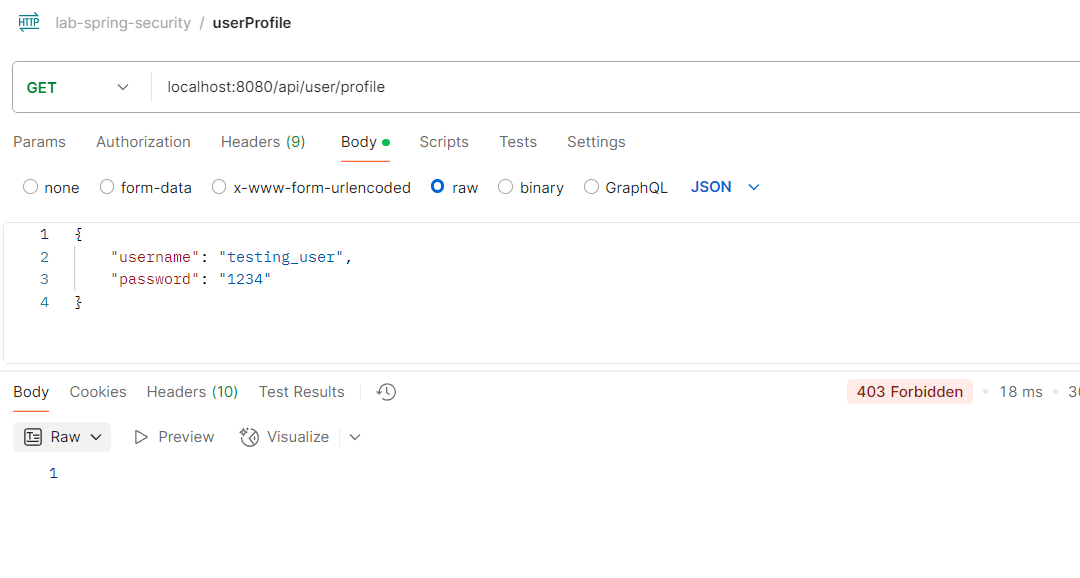 HTTP lab-spring-security / userProfile
GET localhost:8080/api/user/profile
Params Authorization Headers (9) Body Scripts Tests Settings
none form-data x-www-form-urlencoded raw binary GraphQL JSON
1 {
2 "username": "testing_user",
3 "password": "1234"
4 }
Body Cookies Headers (10) Test Results 403 Forbidden 18 ms
Raw Preview Visualize
1